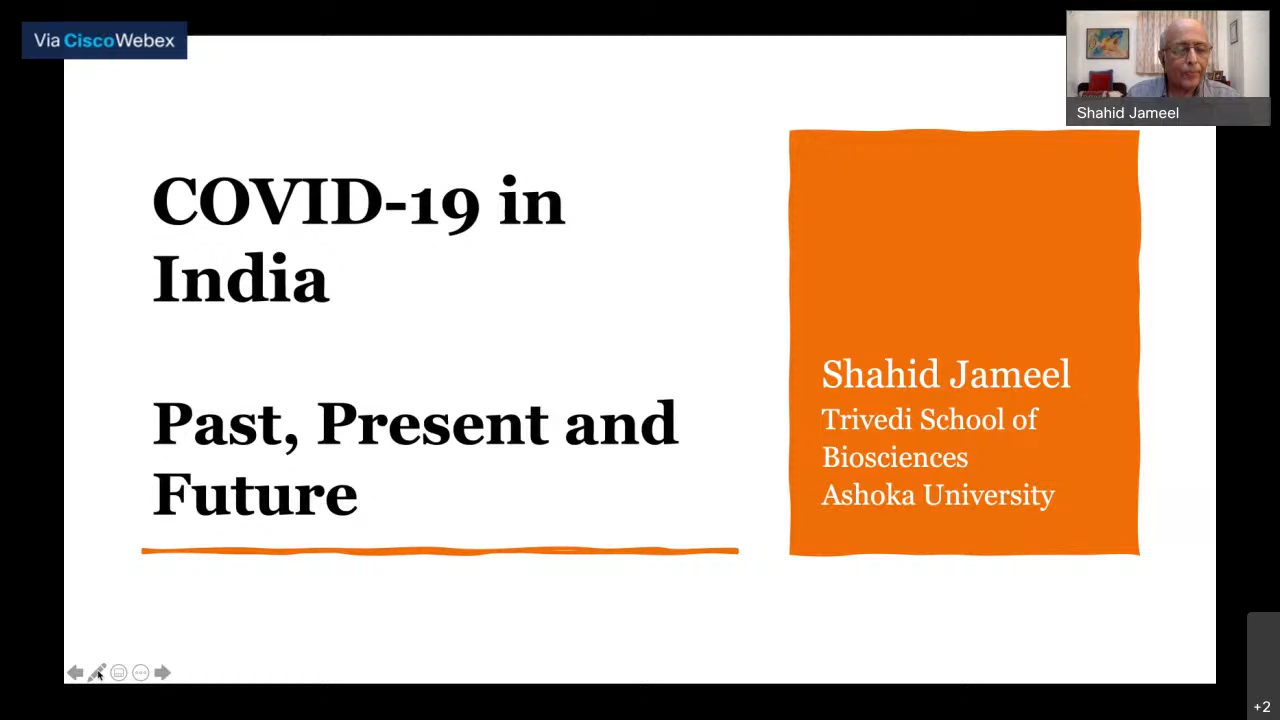 Via CiscoWebex
Shahid Jameel
COVID-19 in
India
Past, Present and
Future
Shahid Jameel
Trivedi School of
Biosciences
Ashoka University
+2